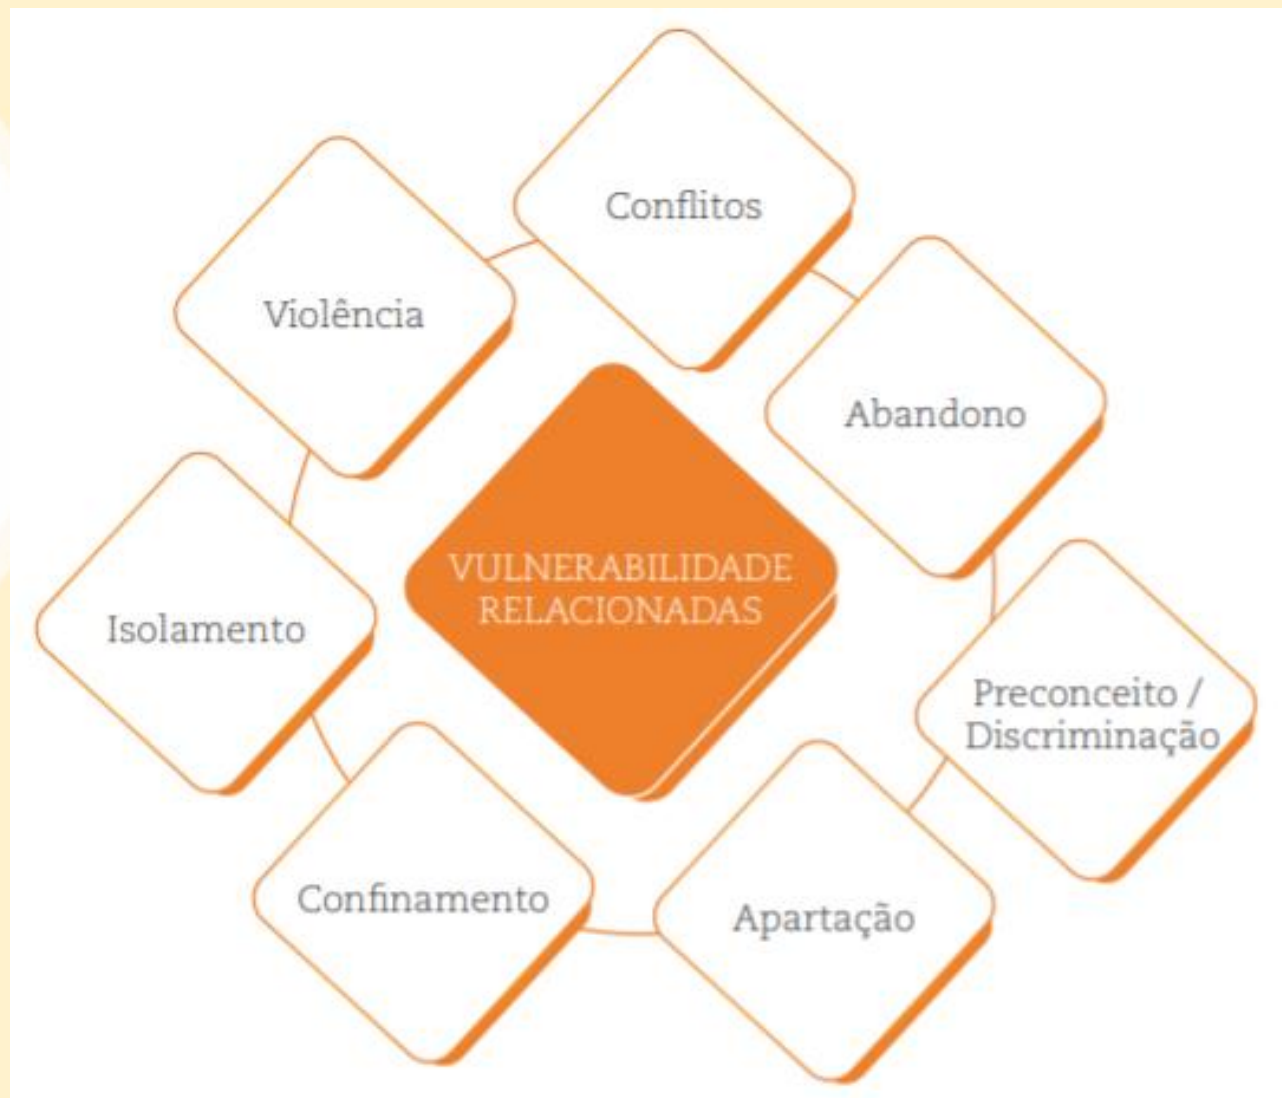 Conflitos
Violência
Abandono
VULNERABILIDADE
RELACIONADAS
Isolamento
Preconceito /
Discriminação
Confinamento
Apartação